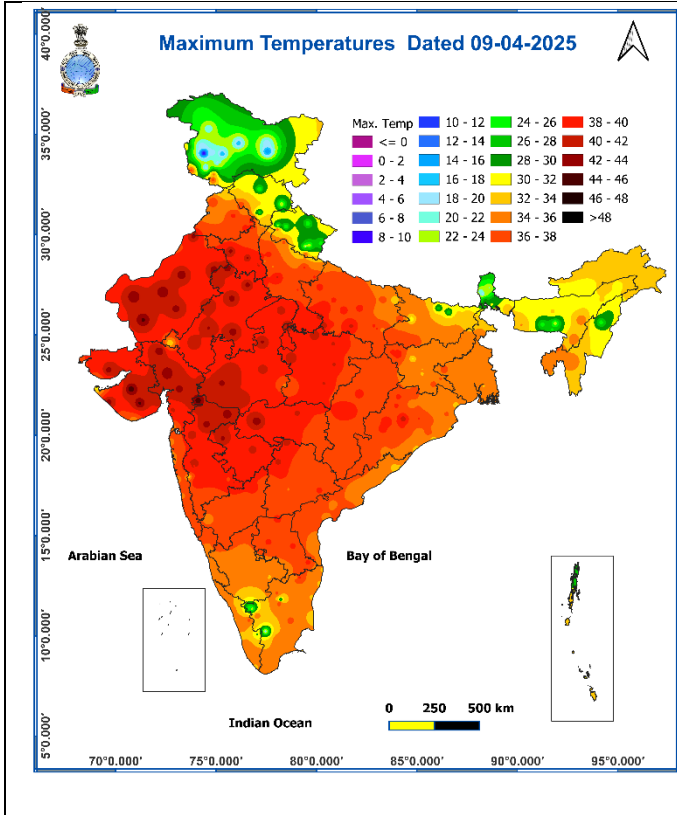 Maximum Temperatures Dated 09-04-2025
Max. Temp
<= 0
0 - 2
2 - 4
4 - 6
6 - 8
8 - 10
10 - 12
12 - 14
14 - 16
16 - 18
18 - 20
20 - 22
22 - 24
24 - 26
26 - 28
28 - 30
30 - 32
32 - 34
34 - 36
36 - 38
38 - 40
40 - 42
42 - 44
44 - 46
46 - 48
>48
40°0.000'
35°0.000'
30°0.000'
25°0.000'
20°0.000'
15°0.000'
10°0.000'
5°0.000'
Arabian Sea
Bay of Bengal
Indian Ocean
0 250 500 km
70°0.000' 75°0.000' 80°0.000' 85°0.000' 90°0.000' 95°0.000'